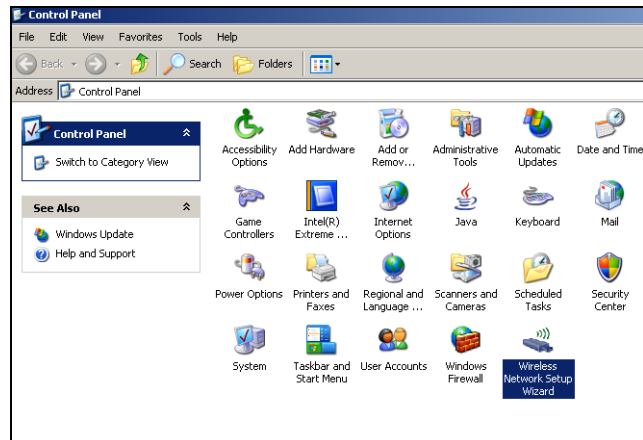 Control Panel
File Edit View Favorites Tools Help
Back Search Folders
Address Control Panel
Control Panel
Switch to Category View
See Also
Windows Update
Help and Support
Accessibility Options
Add Hardware
Add or Remov...
Administrative Tools
Automatic Updates
Date and Time
Game Controllers
Intel(R) Extreme ...
Internet Options
Java
Keyboard
Mail
Power Options
Printers and Faxes
Regional and Language ...
Scanners and Cameras
Scheduled Tasks
Security Center
System
Taskbar and Start Menu
User Accounts
Windows Firewall
Wireless Network Setup Wizard